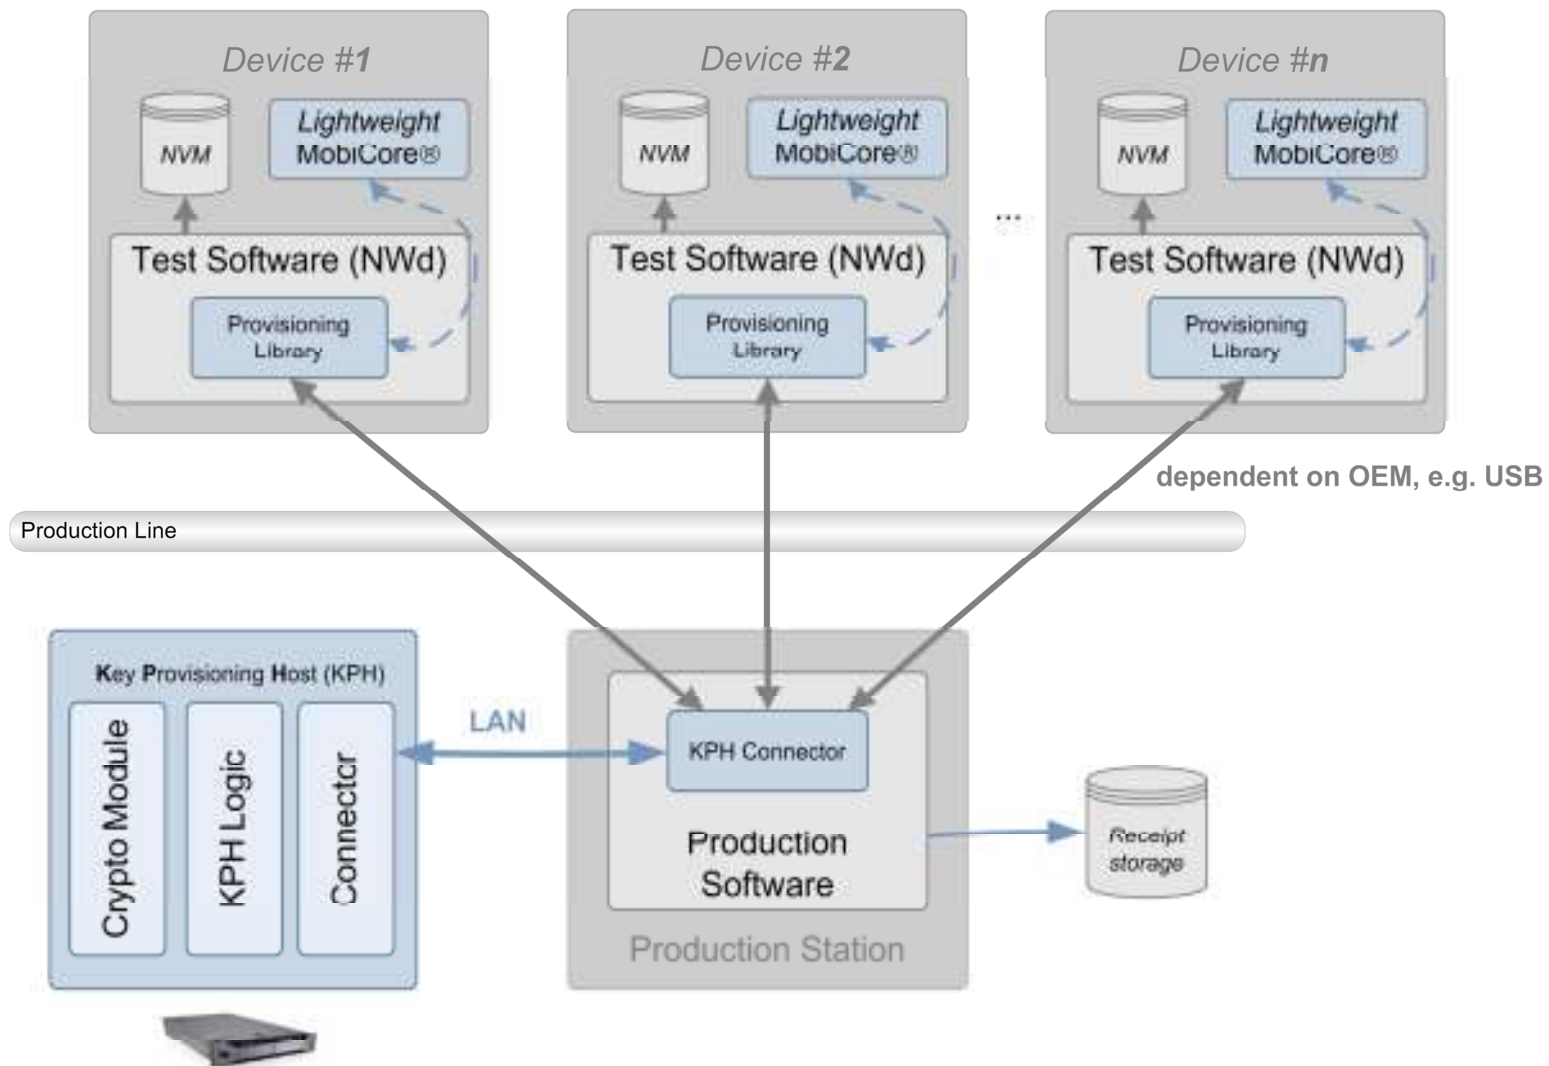 Device #1
NVM
Lightweight
MobiCore®
Test Software (NWd)
Provisioning
Library
Device #2
NVM
Lightweight
MobiCore®
Test Software (NWd)
Provisioning
Library
...
Device #n
NVM
Lightweight
MobiCore®
Test Software (NWd)
Provisioning
Library
dependent on OEM, e.g. USB
Production Line
Key Provisioning Host (KPH)
Crypto Module
KPH Logic
Connector
LAN
KPH Connector
Production
Software
Production Station
Receipt
storage